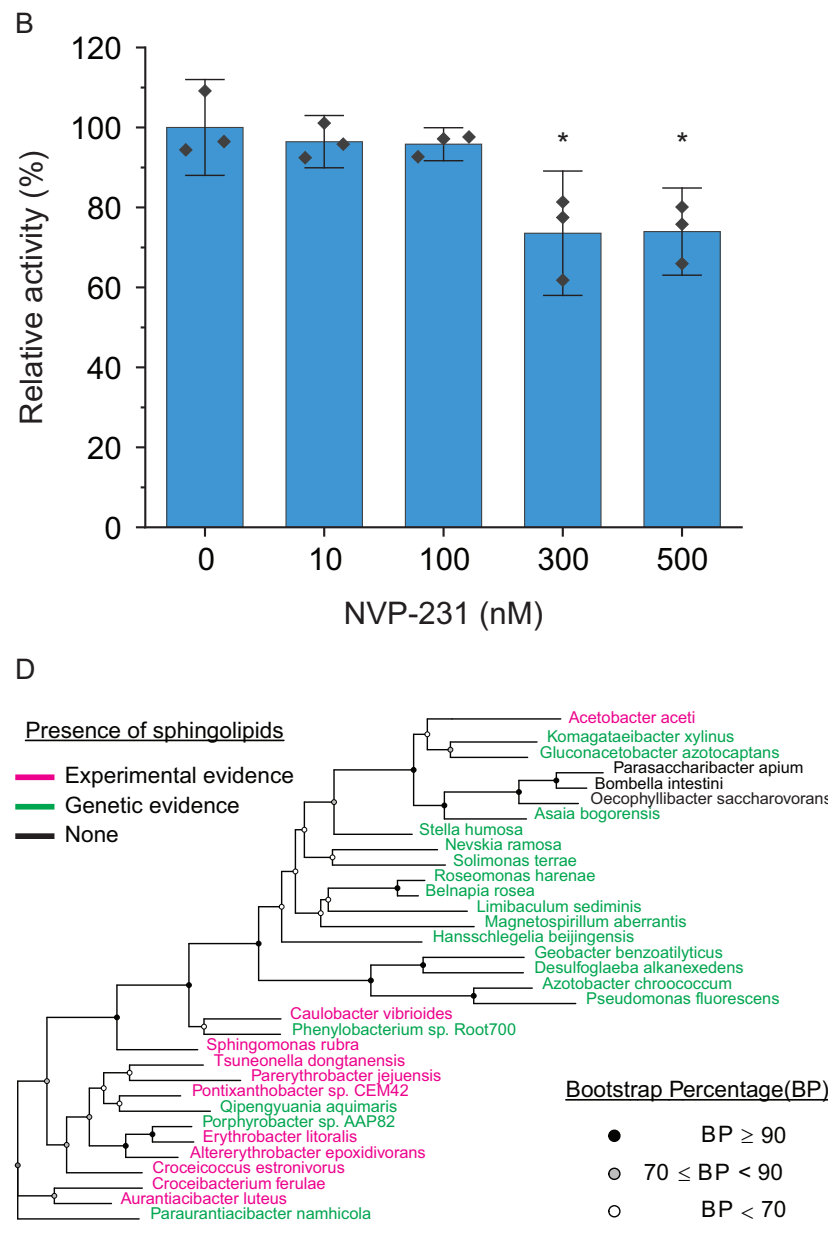 B
120
100
80
60
40
20
0
Relative activity (%)
*
*
0 10 100 300 500
NVP-231 (nM)
D
Presence of sphingolipids
Experimental evidence
Genetic evidence
None
Acetobacter aceti
Komagataeibacter xylinus
Gluconacetobacter azotocaptans
Parasaccharibacter apium
Bombella intestini
Oecophyllibacter saccharovorans
Asaia bogorensis
Stella humosa
Nevskia ramosa
Solimonas terrae
Roseomonas harenae
Belnapia rosea
Limibaculum sediminis
Magnetospirillum aberrantis
Hansschlegelia beijingensis
Geobacter benzoatilyticus
Desulfoglaeba alkanexedens
Azotobacter chroococcum
Pseudomonas fluorescens
Caulobacter vibrioides
Phenylobacterium sp. Root700
Sphingomonas rubra
Tsuneonella dongtanensis
Parerythrobacter jejuensis
Pontixanthobacter sp. CEM42
Qipengyuania aquimaris
Porphyrobacter sp. AAP82
Erythrobacter litoralis
Altererythrobacter epoxidivorans
Croceicoccus estronivorus
Croceibacterium ferulae
Aurantiacibacter luteus
Paraurantiacibacter namhicola
Bootstrap Percentage(BP)
BP ≥ 90
70 ≤ BP < 90
BP < 70